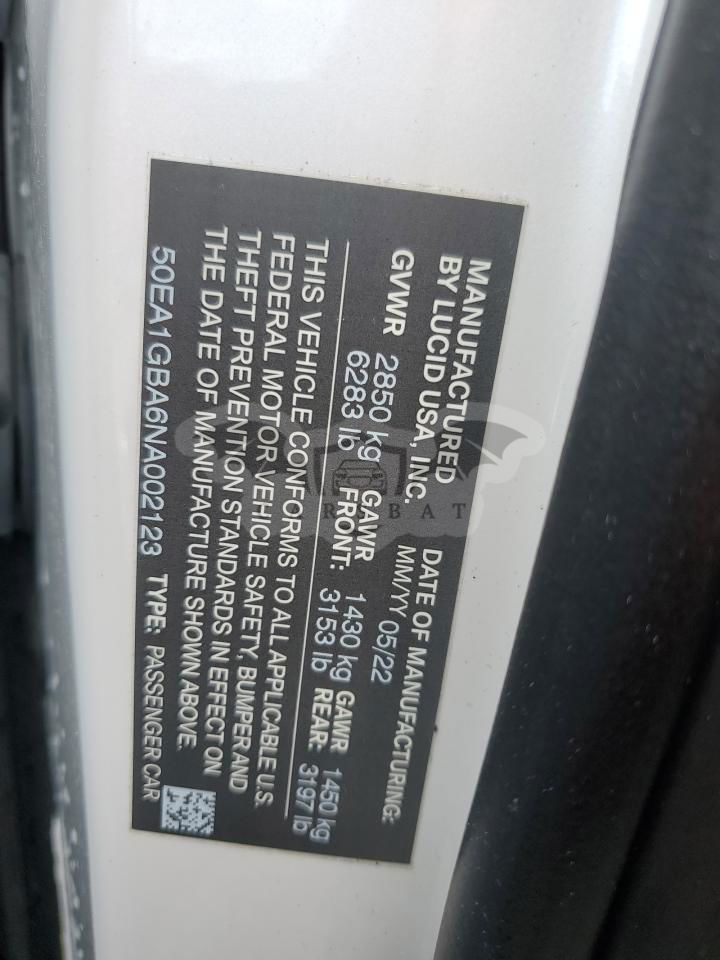 MANUFACTURED
BY LUCID USA, INC.
DATE OF MANUFACTURING:
MM/YY 05/22
GVWR 2850 kg GAWR 1430 kg GAWR 1450 kg
6283 lb FRONT: 3153 lb REAR: 3197 lb
THIS VEHICLE CONFORMS TO ALL APPLICABLE U.S.
FEDERAL MOTOR VEHICLE SAFETY, BUMPER AND
THEFT PREVENTION STANDARDS IN EFFECT ON
THE DATE OF MANUFACTURE SHOWN ABOVE.
50EA1GBA6NA002123 TYPE: PASSENGER CAR